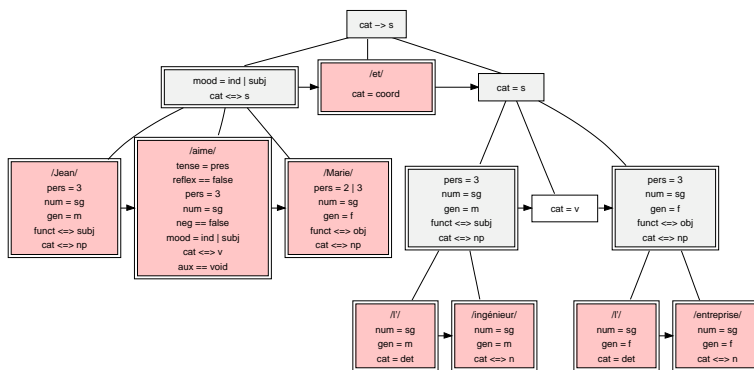 cat −> s
mood = ind | subj
cat <=> s
/et/
cat = coord
cat = s
/Jean/
pers = 3
num = sg
gen = m
funct <=> subj
cat <=> np
/aime/
tense = pres
reflex == false
pers = 3
num = sg
neg == false
mood = ind | subj
cat <=> v
aux == void
/Marie/
pers = 2 | 3
num = sg
gen = f
funct <=> obj
cat <=> np
pers = 3
num = sg
gen = m
funct <=> subj
cat <=> np
cat = v
pers = 3
num = sg
gen = f
funct <=> obj
cat <=> np
/l'/
num = sg
gen = m
cat = det
/ingénieur/
num = sg
gen = m
cat <=> n
/l'/
num = sg
gen = f
cat = det
/entreprise/
num = sg
gen = f
cat <=> n